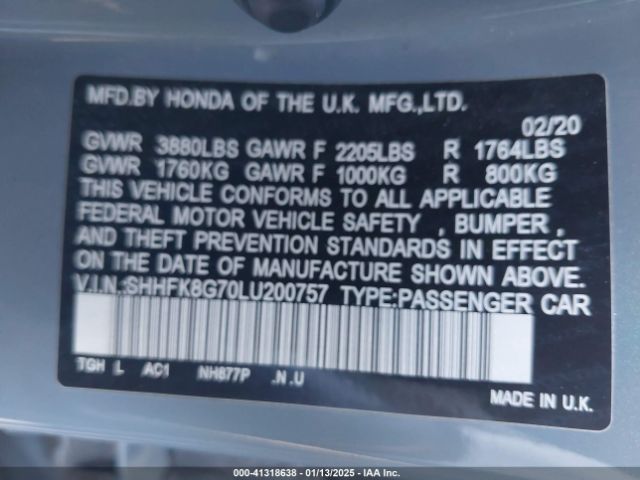 MFD.BY HONDA OF THE U.K. MFG.,LTD.
02/20
GVWR 3880LBS GAWR F 2205LBS R 1764LBS
GVWR 1760KG GAWR F 1000KG R 800KG
THIS VEHICLE CONFORMS TO ALL APPLICABLE
FEDERAL MOTOR VEHICLE SAFETY , BUMPER ,
AND THEFT PREVENTION STANDARDS IN EFFECT
ON THE DATE OF MANUFACTURE SHOWN ABOVE.
V.I.N.:SHHFK8G70LU200757 TYPE:PASSENGER CAR
TGH L AC1 NH877P .N .U
MADE IN U.K.
000-41318638 - 01/13/2025 - IAA Inc.